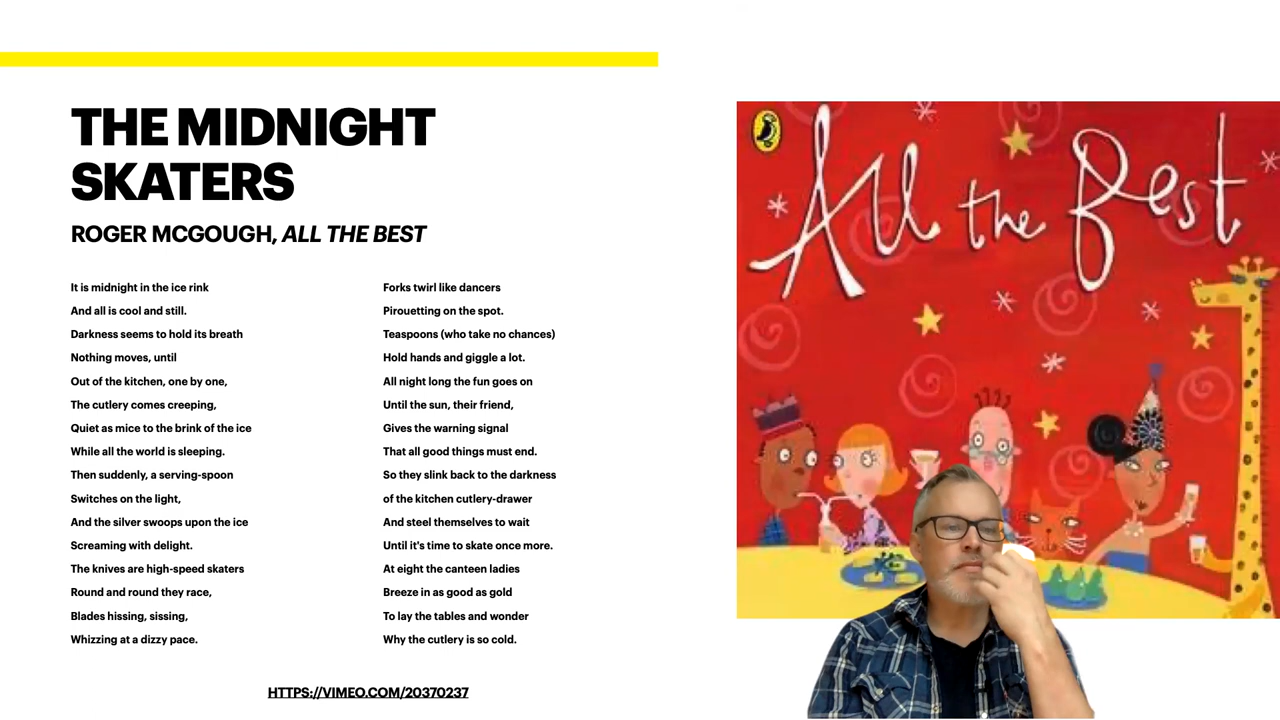 THE MIDNIGHT
SKATERS
ROGER MCGOUGH, ALL THE BEST
It is midnight in the ice rink
And all is cool and still.
Darkness seems to hold its breath
Nothing moves, until
Out of the kitchen, one by one,
The cutlery comes creeping,
Quiet as mice to the brink of the ice
While all the world is sleeping.
Then suddenly, a serving-spoon
Switches on the light,
And the silver swoops upon the ice
Screaming with delight.
The knives are high-speed skaters
Round and round they race,
Blades hissing, sissing,
Whizzing at a dizzy pace.
Forks twirl like dancers
Pirouetting on the spot.
Teaspoons (who take no chances)
Hold hands and giggle a lot.
All night long the fun goes on
Until the sun, their friend,
Gives the warning signal
That all good things must end.
So they slink back to the darkness
of the kitchen cutlery-drawer
And steel themselves to wait
Until it's time to skate once more.
At eight the canteen ladies
Breeze in as good as gold
To lay the tables and wonder
Why the cutlery is so cold.
HTTPS://VIMEO.COM/20370237
All the Best